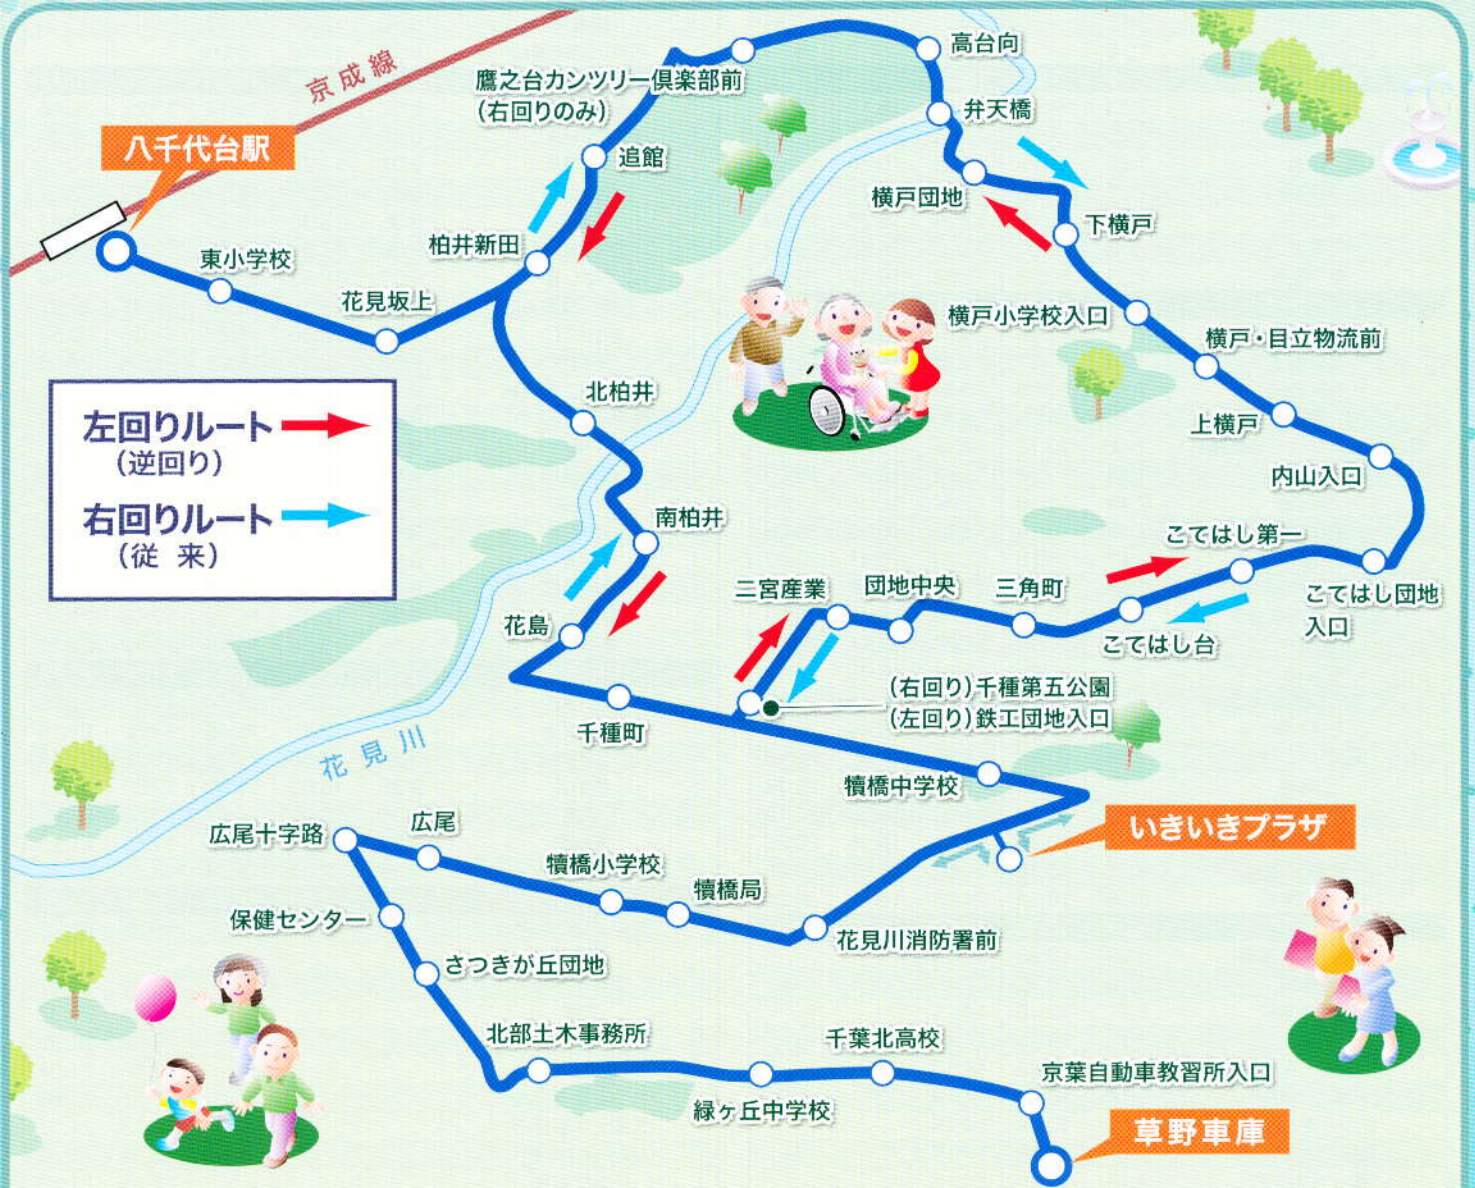 京成線
高台向
鷹之台カンツリー倶楽部前
(右回りのみ)
弁天橋
八千代台駅
追館
横戸団地
下横戸
柏井新田
東小学校
花見坂上
横戸小学校入口
横戸・目立物流前
北柏井
上横戸
左回りルート
(逆回り)
内山入口
右回りルート
(従 来)
南柏井
こてはし第一
二宮産業
団地中央
三角町
こてはし団地
入口
花島
こてはし台
(右回り)千種第五公園
(左回り)鉄工団地入口
千種町
花見川
犢橋中学校
いきいきプラザ
広尾十字路
広尾
犢橋小学校
犢橋局
保健センター
花見川消防署前
さつきが丘団地
北部土木事務所
千葉北高校
京葉自動車教習所入口
緑ヶ丘中学校
草野車庫